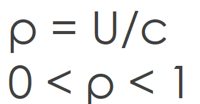 ρ = U/c
0 < ρ < 1